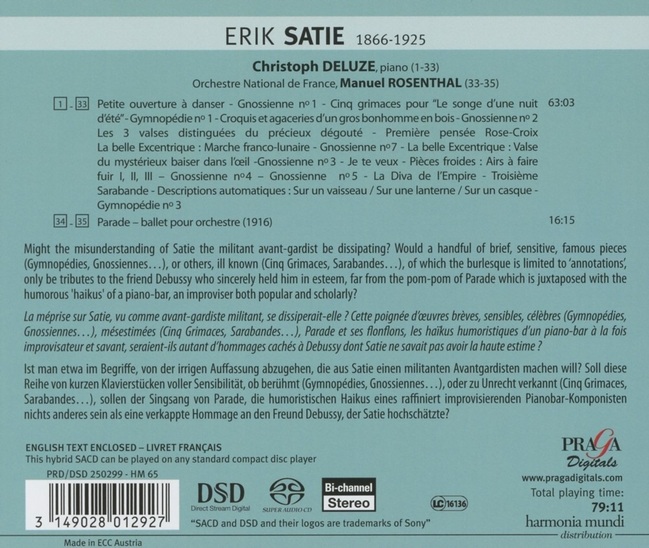 ERIK SATIE 1866-1925
Christoph DELUZE, piano (1-33)
Orchestre National de France, Manuel ROSENTHAL (33-35)
1 - 33 Petite ouverture à danser - Gnossienne nº1 - Cinq grimaces pour "Le songe d'une nuit 63:03
d'été"- Gymnopédie nº 1 - Croquis et agaceries d'un gros bonhomme en bois - Gnossienne nº 2
Les 3 valses distinguées du précieux dégouté - Première pensée Rose-Croix
La belle Excentrique : Marche franco-lunaire - Gnossienne nº7 - La belle Excentrique : Valse
du mystérieux baiser dans l'œil -Gnossienne nº 3 - Je te veux - Pièces froides : Airs à faire
fuir I, II, III – Gnossienne nº4 – Gnossienne nº 5 - La Diva de l'Empire - Troisième
Sarabande - Descriptions automatiques : Sur un vaisseau / Sur une lanterne / Sur un casque -
Gymnopédie nº 3
34 - 35 Parade – ballet pour orchestre (1916) 16:15
Might the misunderstanding of Satie the militant avant-gardist be dissipating? Would a handful of brief, sensitive, famous pieces
(Gymnopédies, Gnossiennes…), or others, ill known (Cinq Grimaces, Sarabandes…), of which the burlesque is limited to 'annotations',
only be tributes to the friend Debussy who sincerely held him in esteem, far from the pom-pom of Parade which is juxtaposed with the
humorous 'haikus' of a piano-bar, an improviser both popular and scholarly?
La méprise sur Satie, vu comme avant-gardiste militant, se dissiperait-elle ? Cette poignée d'œuvres brèves, sensibles, célèbres (Gymnopédies,
Gnossiennes…), mésestimées (Cinq Grimaces, Sarabandes…), Parade et ses flonflons, les haïkus humoristiques d'un piano-bar à la fois
improvisateur et savant, seraient-ils autant d'hommages cachés à Debussy dont Satie ne savait pas avoir la haute estime ?
Ist man etwa im Begriffe, von der irrigen Auffassung abzugehen, die aus Satie einen militanten Avantgardisten machen will? Soll diese
Reihe von kurzen Klavierstücken voller Sensibilität, ob berühmt (Gymnopédies, Gnossiennes…), oder zu Unrecht verkannt (Cinq Grimaces,
Sarabandes…), sollen der Singsang von Parade, die humoristischen Haikus eines raffiniert improvisierenden Pianobar-Komponisten
nichts anderes sein als eine verkappte Hommage an den Freund Debussy, der Satie hochschätzte?
ENGLISH TEXT ENCLOSED – LIVRET FRANÇAIS
This hybrid SACD can be played on any standard compact disc player
PRD/DSD 250299 - HM 65
3 149028 012927
Made in ECC Austria
DSD
Direct Stream Digital
SUPER AUDIO CD
Bi-channel
Stereo
LC 16136
"SACD and DSD and their logos are trademarks of Sony"
PRAGA
Digitals
www.pragadigitals.com
Total playing time:
79:11
harmonia mundi
distribution